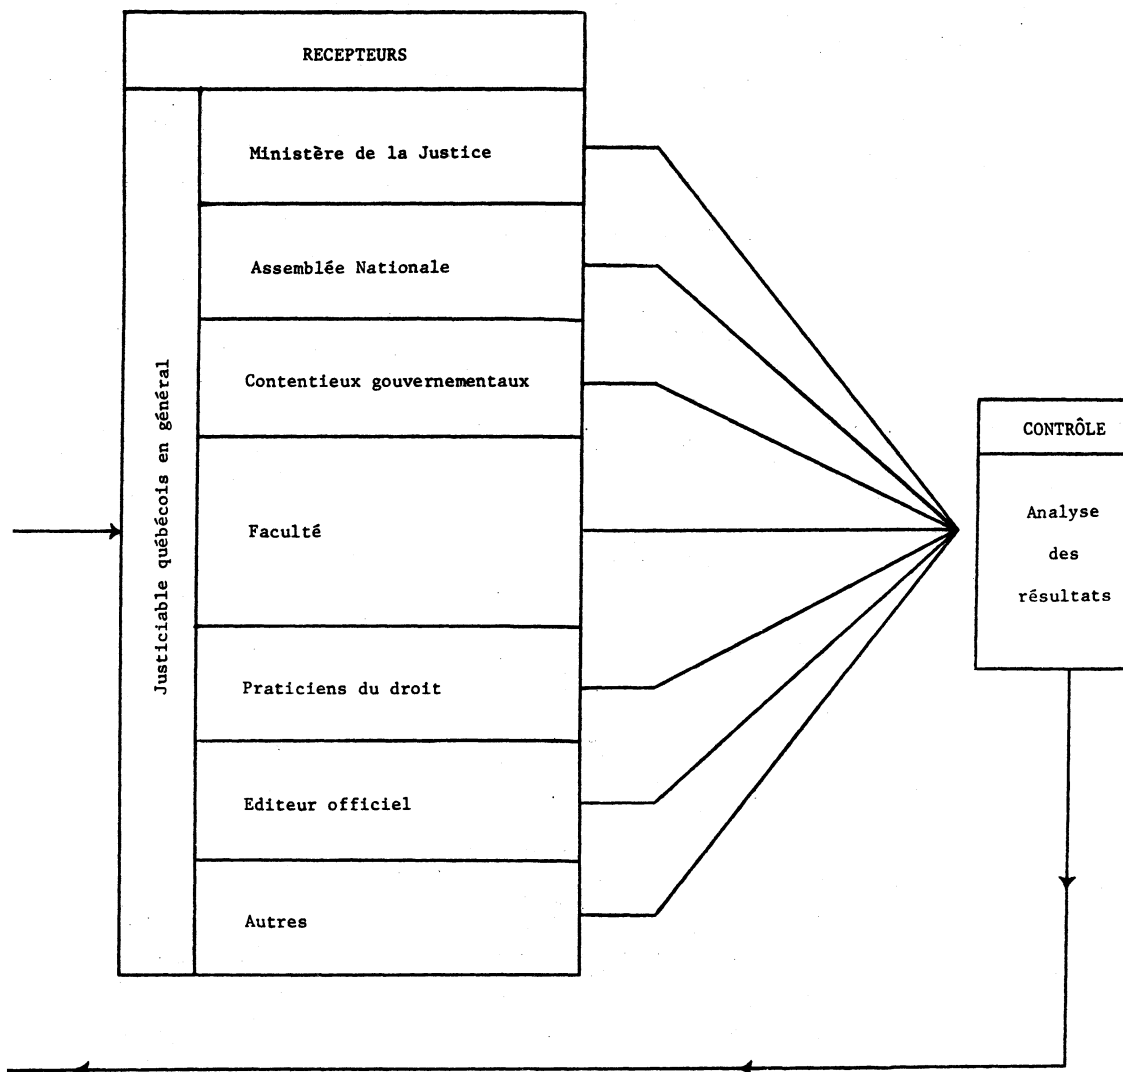 RECEPTEURS
Justiciable québécois en général
Ministère de la Justice
Assemblée Nationale
Contentieux gouvernementaux
Faculté
Praticiens du droit
Editeur officiel
Autres
CONTRÔLE
Analyse
des
résultats